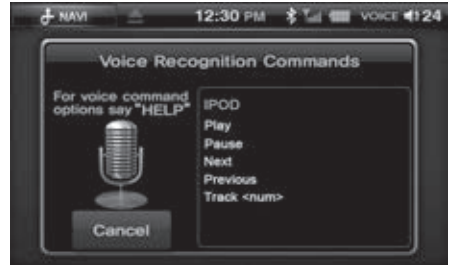 NAVI 12:30 PM VOICE 24
Voice Recognition Commands
For voice command
options say "HELP"
IPOD
Play
Pause
Next
Previous
Track <num>
Cancel